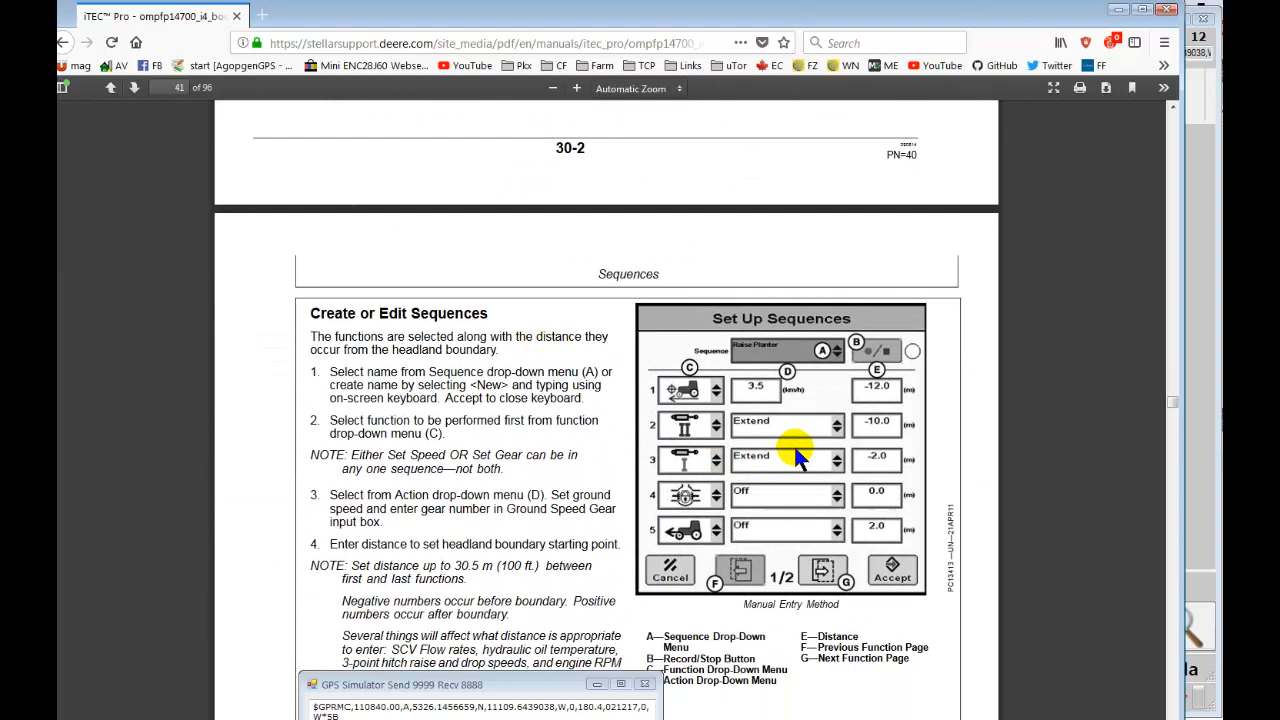 iTEC™ Pro - ompfp14700_i4_bo
12
https://stellarsupport.deere.com/site_media/pdf/en/manuals/itec_pro/ompfp14700_i
Search
mag AV FB start [AgopenGPS - ... Mini ENC28J60 Webse... YouTube Pkx CF Farm TCP Links uTor EC FZ WN ME YouTube GitHub Twitter FF
41 of 96
Automatic Zoom
30-2
PN=40
Sequences
Create or Edit Sequences
The functions are selected along with the distance they
occur from the headland boundary.
1. Select name from Sequence drop-down menu (A) or
create name by selecting <New> and typing using
on-screen keyboard. Accept to close keyboard.
2. Select function to be performed first from function
drop-down menu (C).
NOTE: Either Set Speed OR Set Gear can be in
any one sequence—not both.
3. Select from Action drop-down menu (D). Set ground
speed and enter gear number in Ground Speed Gear
input box.
4. Enter distance to set headland boundary starting point.
NOTE: Set distance up to 30.5 m (100 ft.) between
first and last functions.
Negative numbers occur before boundary. Positive
numbers occur after boundary.
Several things will affect what distance is appropriate
to enter: SCV Flow rates, hydraulic oil temperature,
3-point hitch raise and drop speeds, and engine RPM
Set Up Sequences
Sequence Raise Planter A B
C D E
1 3.5 (km/h) -12.0 (m)
2 II Extend -10.0 (m)
3 I Extend -2.0 (m)
4 Off 0.0 (m)
5 Off 2.0 (m)
Cancel F 1/2 G Accept
PC13413 —UN—21APR11
Manual Entry Method
A—Sequence Drop-Down
Menu
B—Record/Stop Button
Function Drop-Down Menu
Action Drop-Down Menu
E—Distance
F—Previous Function Page
G—Next Function Page
GPS Simulator Send 9999 Recv 8888
$GPRMC,110840.00,A,5326.1456659,N,11109.6439038,W,0,180.4,021217,0,
W*5B